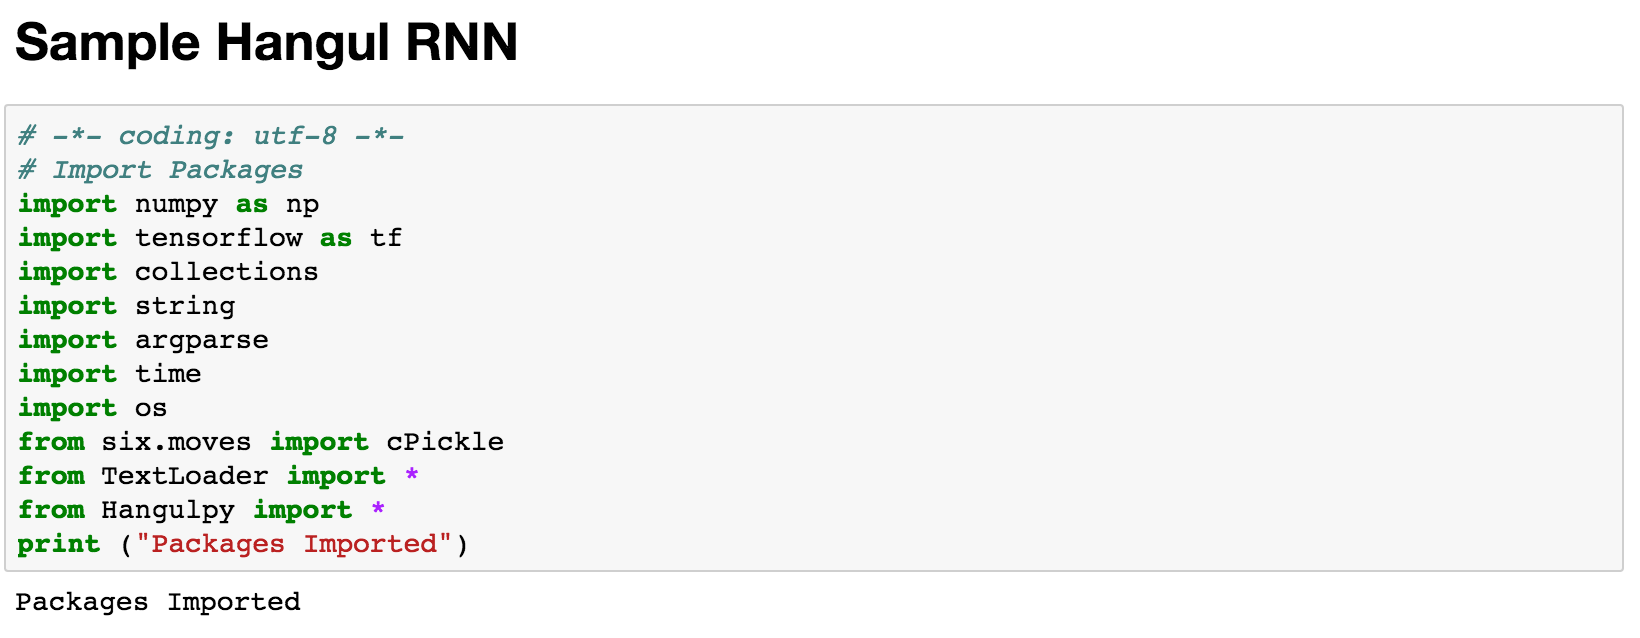 Sample Hangul RNN
# -*- coding: utf-8 -*-
# Import Packages
import numpy as np
import tensorflow as tf
import collections
import string
import argparse
import time
import os
from six.moves import cPickle
from TextLoader import *
from Hangulpy import *
print ("Packages Imported")
Packages Imported